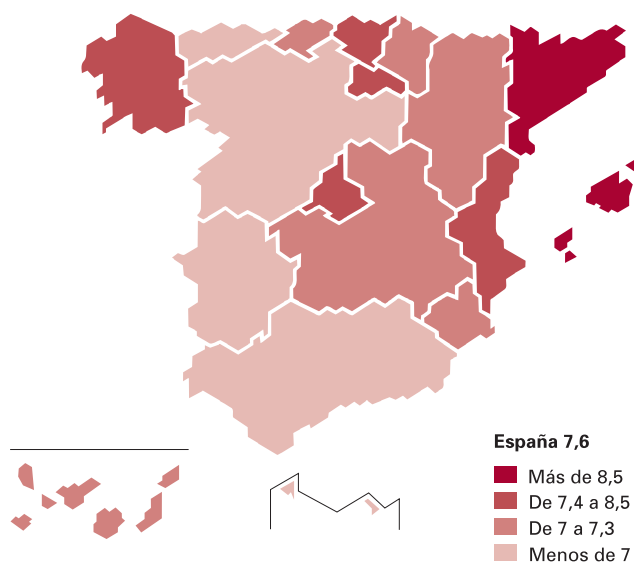 España 7,6
Más de 8,5
De 7,4 a 8,5
De 7 a 7,3
Menos de 7